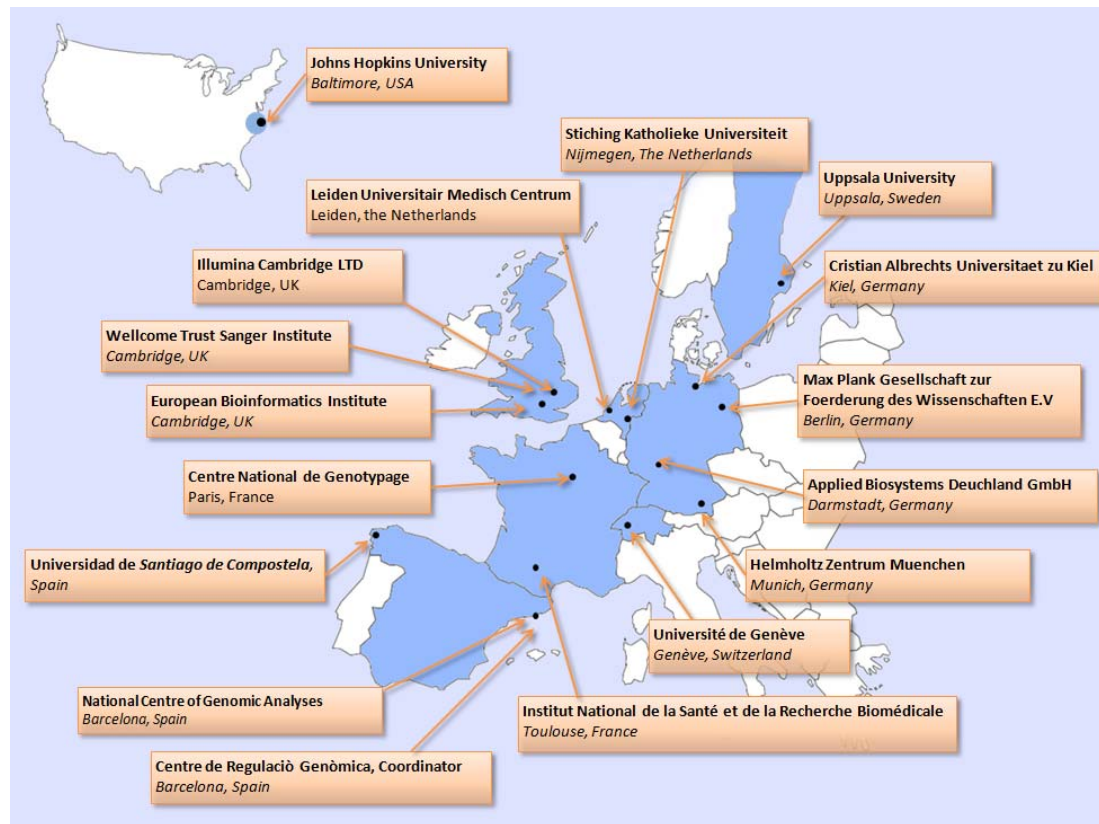 Johns Hopkins University
Baltimore, USA
Stiching Katholieke Universiteit
Nijmegen, The Netherlands
Leiden Universitair Medisch Centrum
Leiden, the Netherlands
Uppsala University
Uppsala, Sweden
Illumina Cambridge LTD
Cambridge, UK
Cristian Albrechts Universitaet zu Kiel
Kiel, Germany
Wellcome Trust Sanger Institute
Cambridge, UK
Max Plank Gesellschaft zur
Foerderung des Wissenschaften E.V
Berlin, Germany
European Bioinformatics Institute
Cambridge, UK
Centre National de Genotypage
Paris, France
Applied Biosystems Deuchland GmbH
Darmstadt, Germany
Universidad de Santiago de Compostela,
Spain
Helmholtz Zentrum Muenchen
Munich, Germany
Université de Genève
Genève, Switzerland
National Centre of Genomic Analyses
Barcelona, Spain
Institut National de la Santé et de la Recherche Biomédicale
Toulouse, France
Centre de Regulaciò Genòmica, Coordinator
Barcelona, Spain